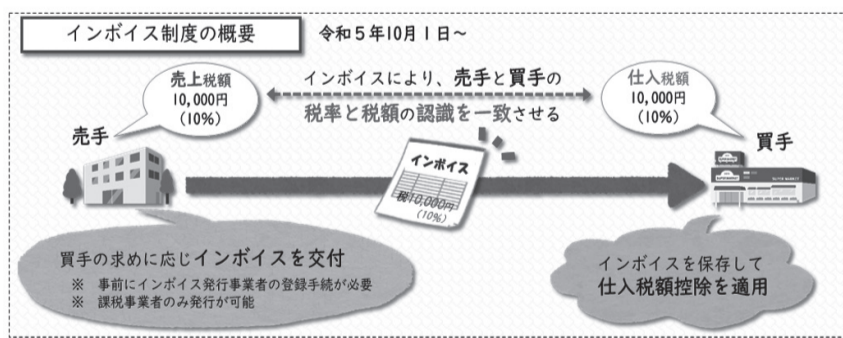 インボイス制度の概要
令和5年10月1日~
売上税額
10,000円
(10%)
インボイスにより、売手と買手の
税率と税額の認識を一致させる
仕入税額
10,000円
(10%)
売手
買手
インボイス
税10,000円
(10%)
買手の求めに応じインボイスを交付
※ 事前にインボイス発行事業者の登録手続が必要
※ 課税事業者のみ発行が可能
インボイスを保存して
仕入税額控除を適用